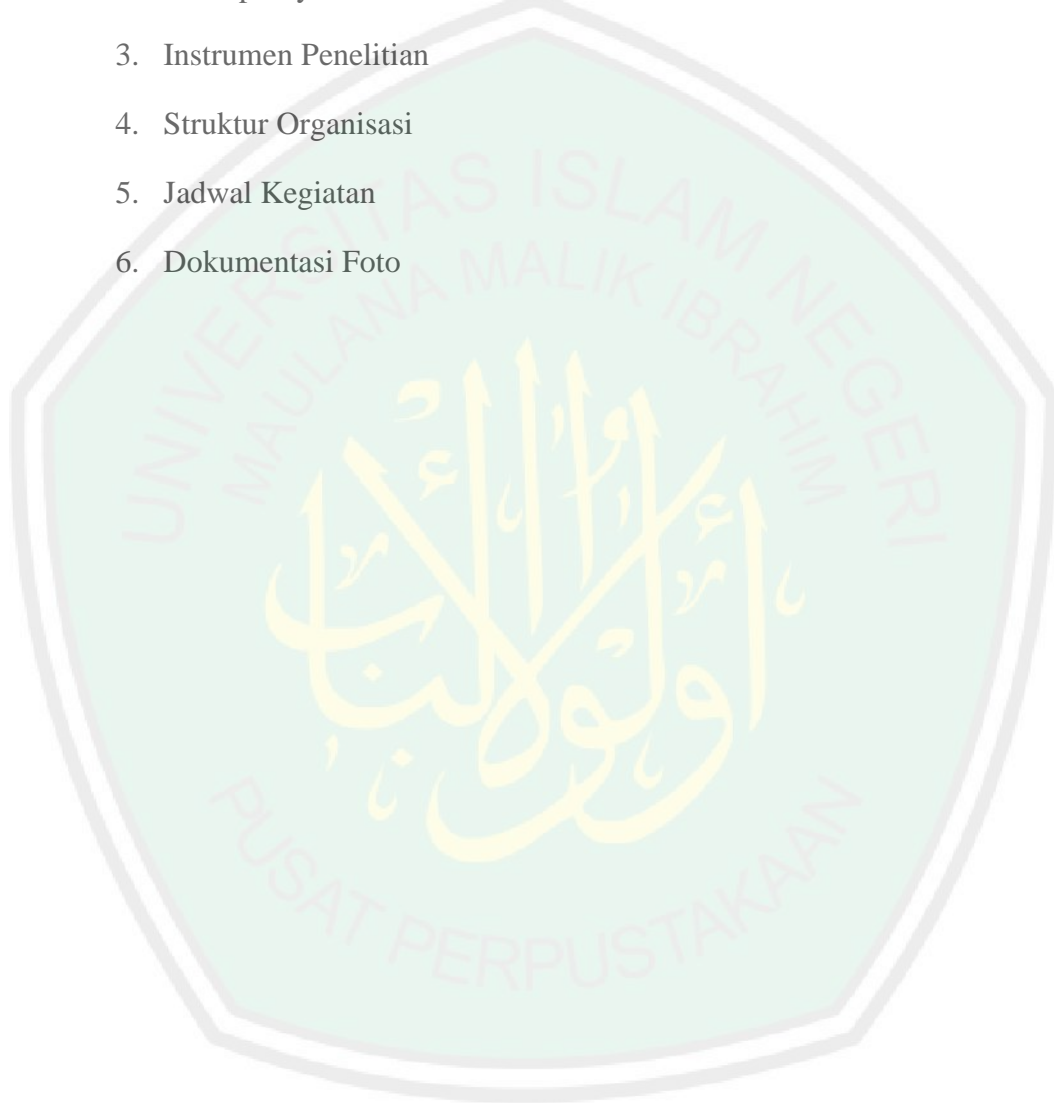 3. Instrumen Penelitian
4. Struktur Organisasi
5. Jadwal Kegiatan
6. Dokumentasi Foto
UNIVERSITAS ISLAM NEGERI
MAULANA MALIK IBRAHIM
أولوا الألباب
PUSAT PERPUSTAKAAN